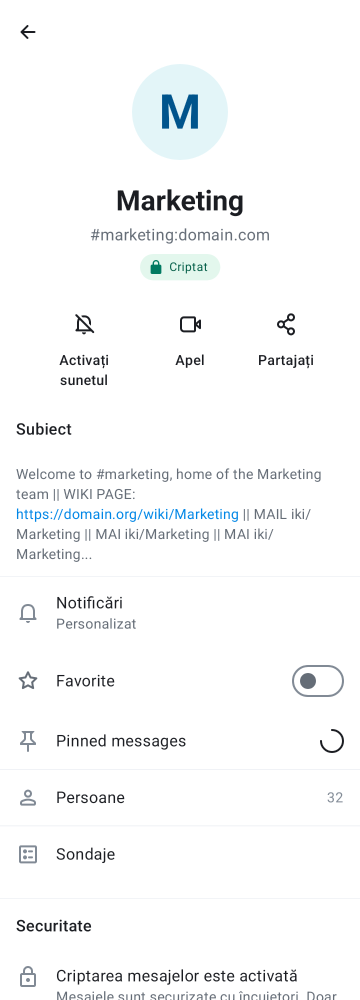 M
Marketing
#marketing:domain.com
Criptat
Activați
sunetul
Apel
Partajați
Subiect
Welcome to #marketing, home of the Marketing
team || WIKI PAGE:
https://domain.org/wiki/Marketing || MAIL iki/
Marketing || MAI iki/Marketing || MAI iki/
Marketing...
Notificări
Personalizat
Favorite
Pinned messages
Persoane 32
Sondaje
Securitate
Criptarea mesajelor este activată
Mesajele sunt securizate cu încuietori. Doar